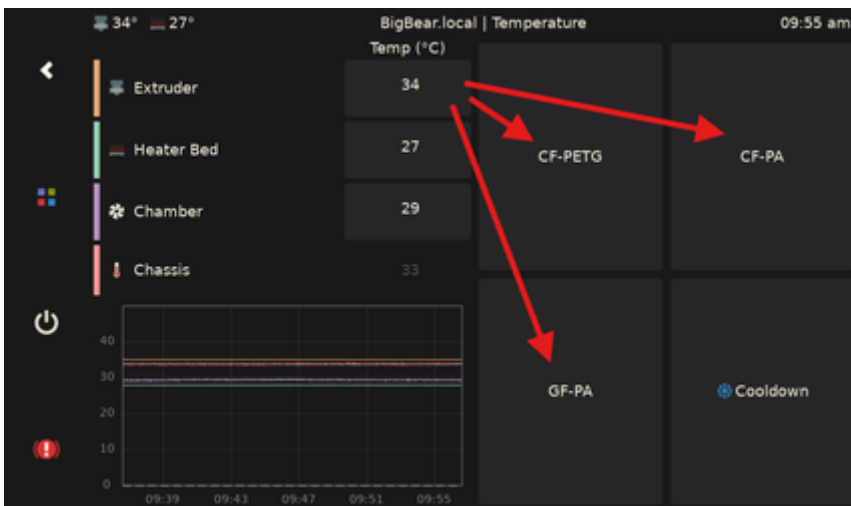 34° 27° BigBear.local | Temperature 09:55 am
Temp (°C)
Extruder 34
Heater Bed 27
CF-PETG CF-PA
Chamber 29
Chassis 33
40
30
20
10
0
09:39 09:43 09:47 09:51 09:55
GF-PA Cooldown